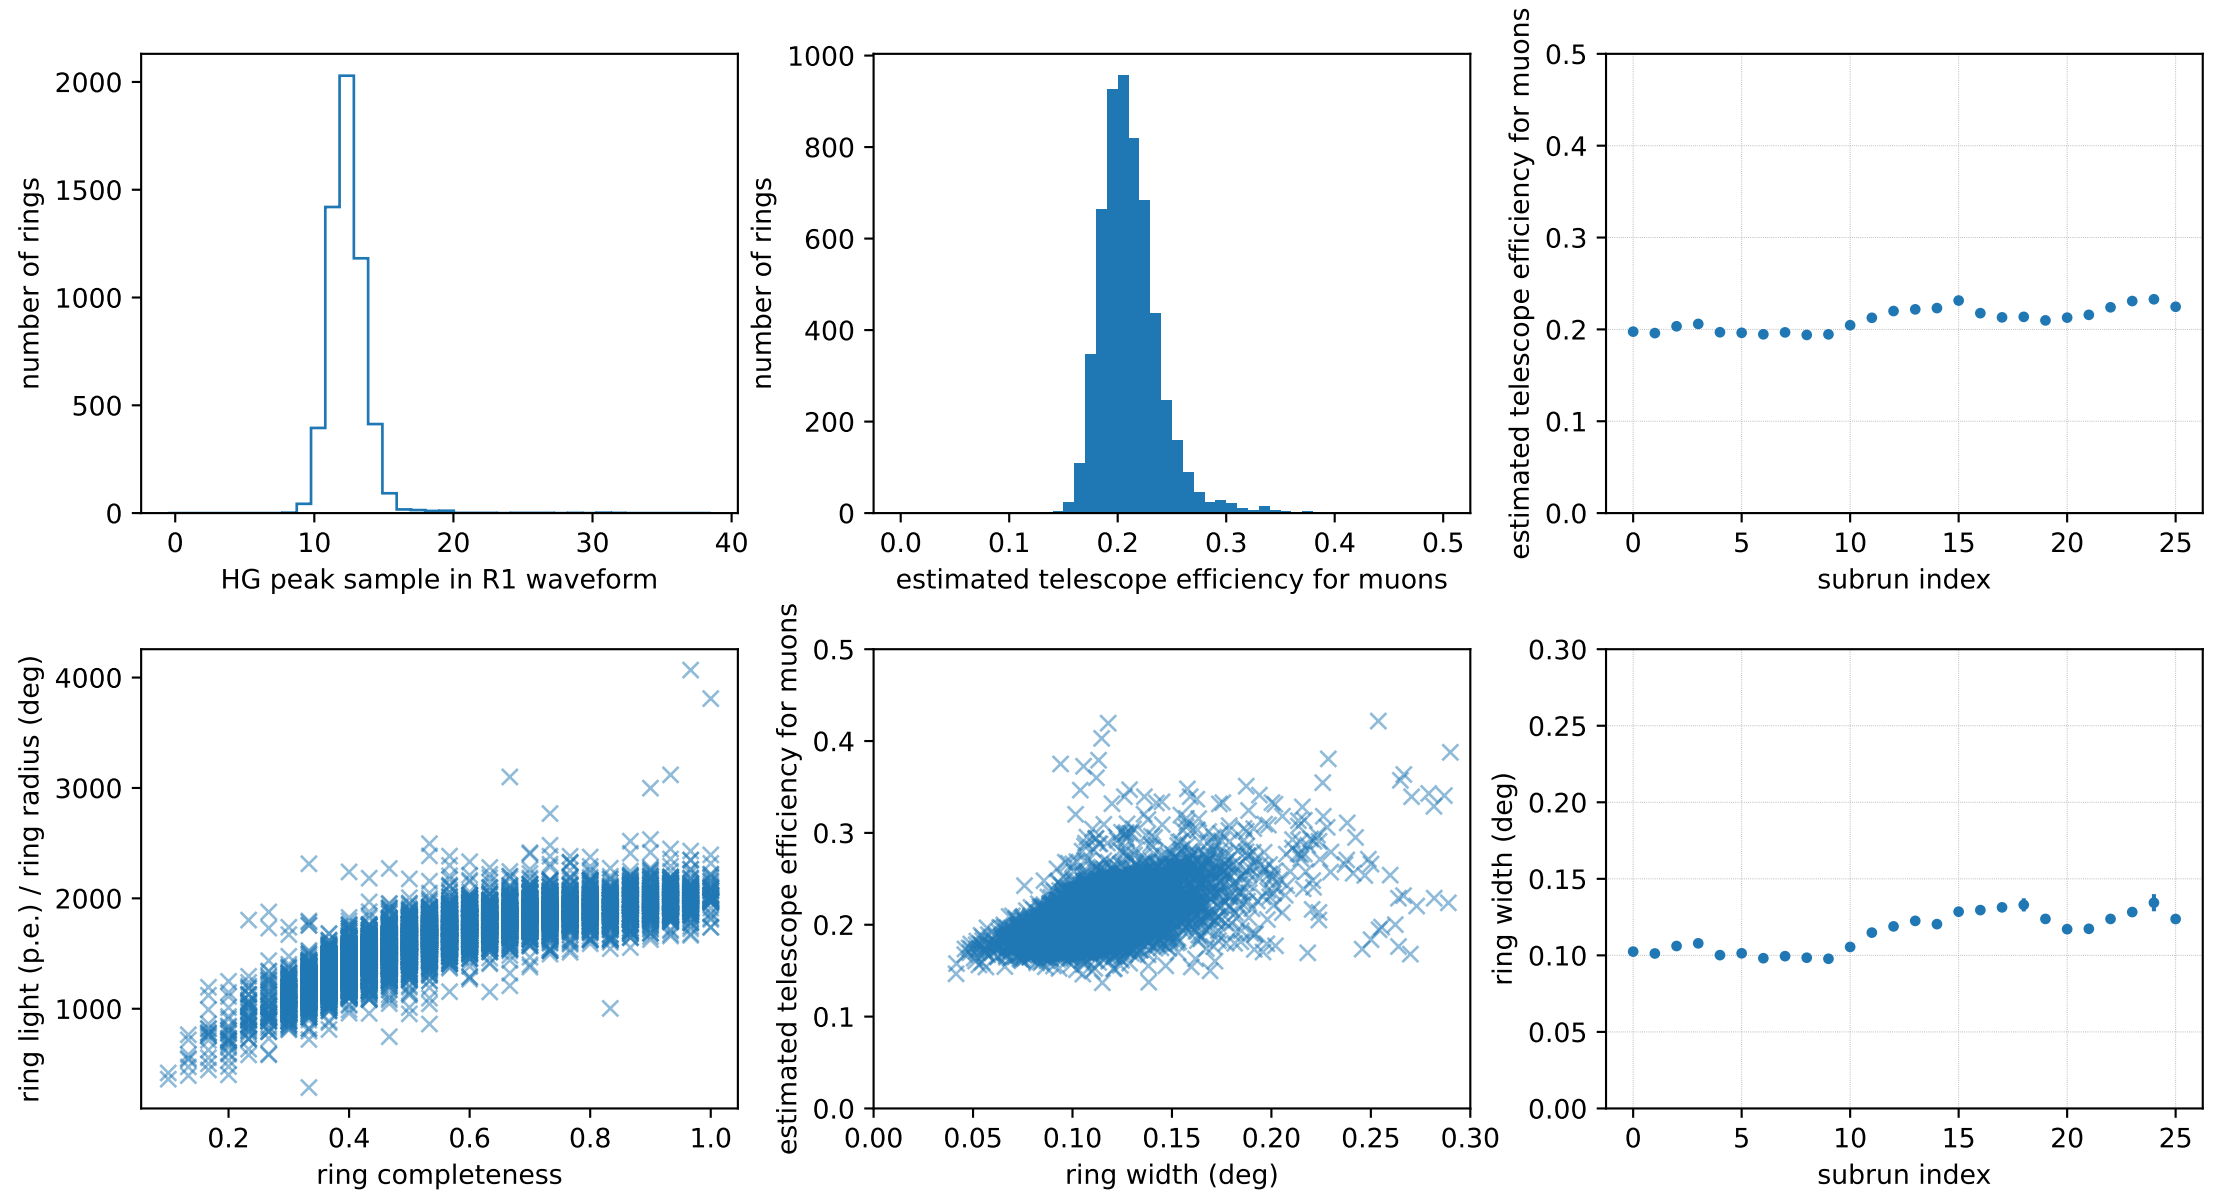 number of rings
2000
1500
1000
500
0
0 10 20 30 40
HG peak sample in R1 waveform
number of rings
1000
800
600
400
200
0
0.0 0.1 0.2 0.3 0.4 0.5
estimated telescope efficiency for muons
estimated telescope efficiency for muons
0.5
0.4
0.3
0.2
0.1
0.0
0 5 10 15 20 25
subrun index
ring light (p.e.) / ring radius (deg)
4000
3000
2000
1000
0.2 0.4 0.6 0.8 1.0
ring completeness
estimated telescope efficiency for muons
0.5
0.4
0.3
0.2
0.1
0.0
0.00 0.05 0.10 0.15 0.20 0.25 0.30
ring width (deg)
ring width (deg)
0.30
0.25
0.20
0.15
0.10
0.05
0.00
0 5 10 15 20 25
subrun index